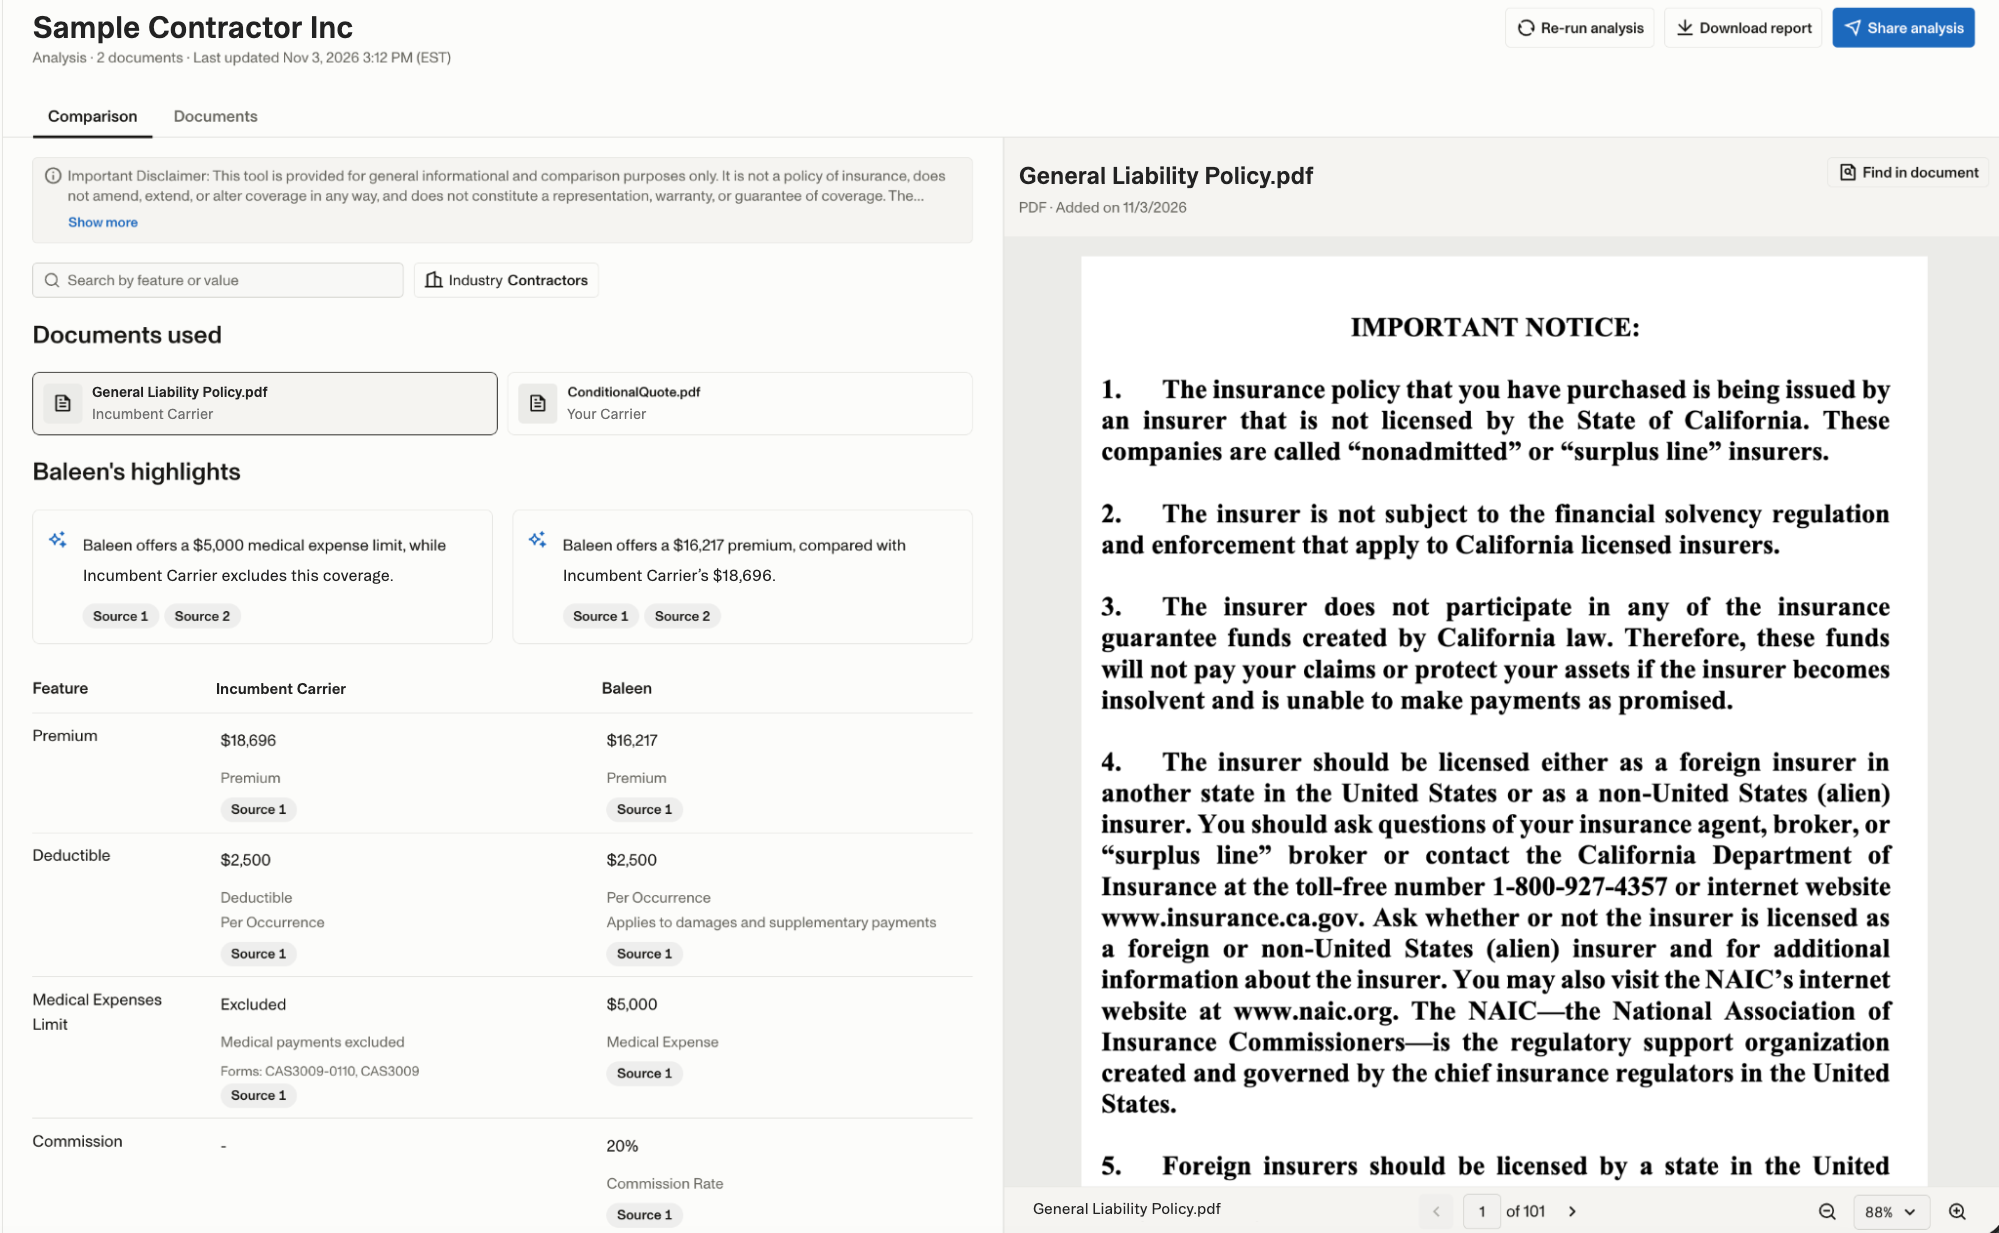 Sample Contractor Inc
Analysis · 2 documents · Last updated Nov 3, 2026 3:12 PM (EST)
Re-run analysis
Download report
Share analysis
Comparison
Documents
Important Disclaimer: This tool is provided for general informational and comparison purposes only. It is not a policy of insurance, does
not amend, extend, or alter coverage in any way, and does not constitute a representation, warranty, or guarantee of coverage. The...
Show more
Search by feature or value
Industry Contractors
Documents used
General Liability Policy.pdf
Incumbent Carrier
ConditionalQuote.pdf
Your Carrier
Baleen's highlights
Baleen offers a $5,000 medical expense limit, while
Incumbent Carrier excludes this coverage.
Source 1
Source 2
Baleen offers a $16,217 premium, compared with
Incumbent Carrier’s $18,696.
Source 1
Source 2
Feature
Incumbent Carrier
Baleen
Premium
$18,696
Premium
Source 1
$16,217
Premium
Source 1
Deductible
$2,500
Deductible
Per Occurrence
Source 1
$2,500
Per Occurrence
Applies to damages and supplementary payments
Source 1
Medical Expenses
Limit
Excluded
Medical payments excluded
Forms: CAS3009-0110, CAS3009
Source 1
$5,000
Medical Expense
Source 1
Commission
-
20%
Commission Rate
Source 1
General Liability Policy.pdf
PDF · Added on 11/3/2026
Find in document
IMPORTANT NOTICE:
1. The insurance policy that you have purchased is being issued by
an insurer that is not licensed by the State of California. These
companies are called “nonadmitted” or “surplus line” insurers.
2. The insurer is not subject to the financial solvency regulation
and enforcement that apply to California licensed insurers.
3. The insurer does not participate in any of the insurance
guarantee funds created by California law. Therefore, these funds
will not pay your claims or protect your assets if the insurer becomes
insolvent and is unable to make payments as promised.
4. The insurer should be licensed either as a foreign insurer in
another state in the United States or as a non-United States (alien)
insurer. You should ask questions of your insurance agent, broker, or
“surplus line” broker or contact the California Department of
Insurance at the toll-free number 1-800-927-4357 or internet website
www.insurance.ca.gov. Ask whether or not the insurer is licensed as
a foreign or non-United States (alien) insurer and for additional
information about the insurer. You may also visit the NAIC’s internet
website at www.naic.org. The NAIC—the National Association of
Insurance Commissioners—is the regulatory support organization
created and governed by the chief insurance regulators in the United
States.
5. Foreign insurers should be licensed by a state in the United
General Liability Policy.pdf
1 of 101
88%